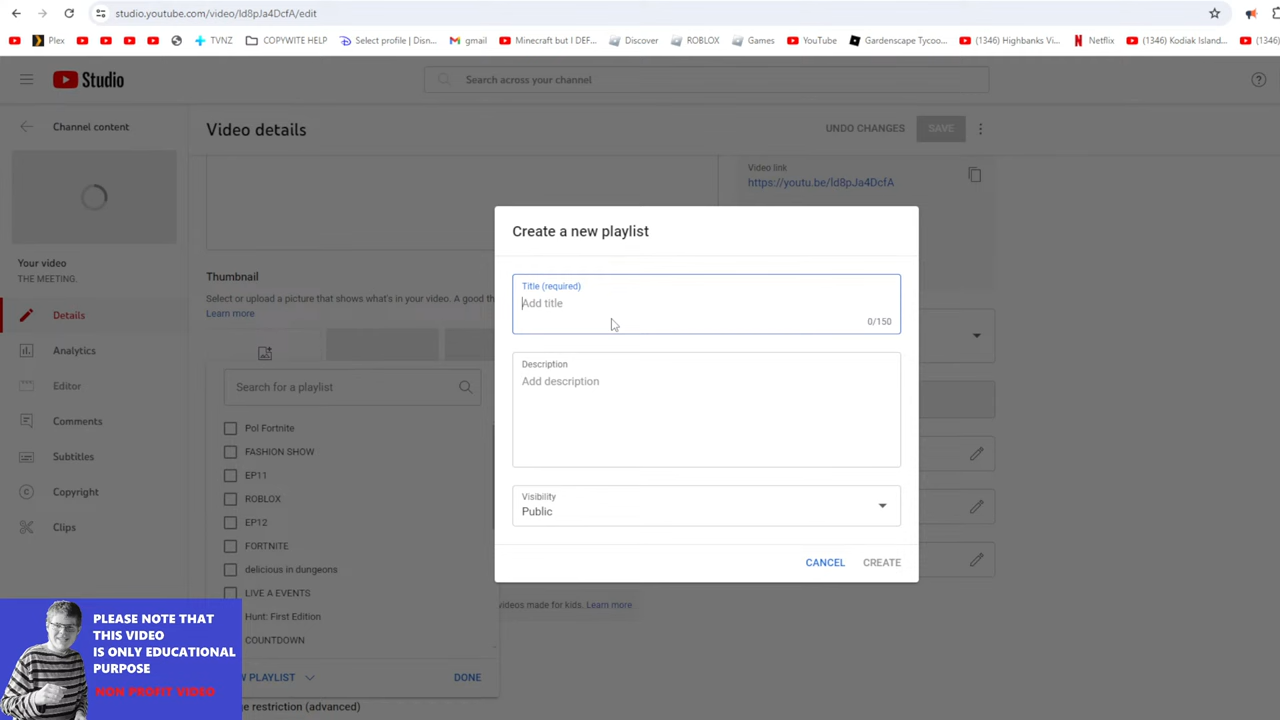 studio.youtube.com/video/ld8pJa4DcfA/edit
Plex
TVNZ
COPYWITE HELP
Select profile | Disn...
gmail
Minecraft but I DEF...
Discover
ROBLOX
Games
YouTube
Gardenscape Tycoo...
(1346) Highbanks Vi...
Netflix
(1346) Kodiak Island...
(1346)
Studio
Search across your channel
Channel content
Video details
UNDO CHANGES
SAVE
Video link
https://youtu.be/ld8pJa4DcfA
Your video
THE MEETING.
Details
Analytics
Editor
Comments
Subtitles
Copyright
Clips
Thumbnail
Select or upload a picture that shows what's in your video. A good th
Learn more
Search for a playlist
Pol Fortnite
FASHION SHOW
EP11
ROBLOX
EP12
FORTNITE
delicious in dungeons
LIVE A EVENTS
Hunt: First Edition
COUNTDOWN
W PLAYLIST
DONE
Create a new playlist
Title (required)
Add title
0/150
Description
Add description
Visibility
Public
CANCEL
CREATE
videos made for kids. Learn more
e restriction (advanced)
PLEASE NOTE THAT
THIS VIDEO
IS ONLY EDUCATIONAL
PURPOSE
NON PROFIT VIDEO